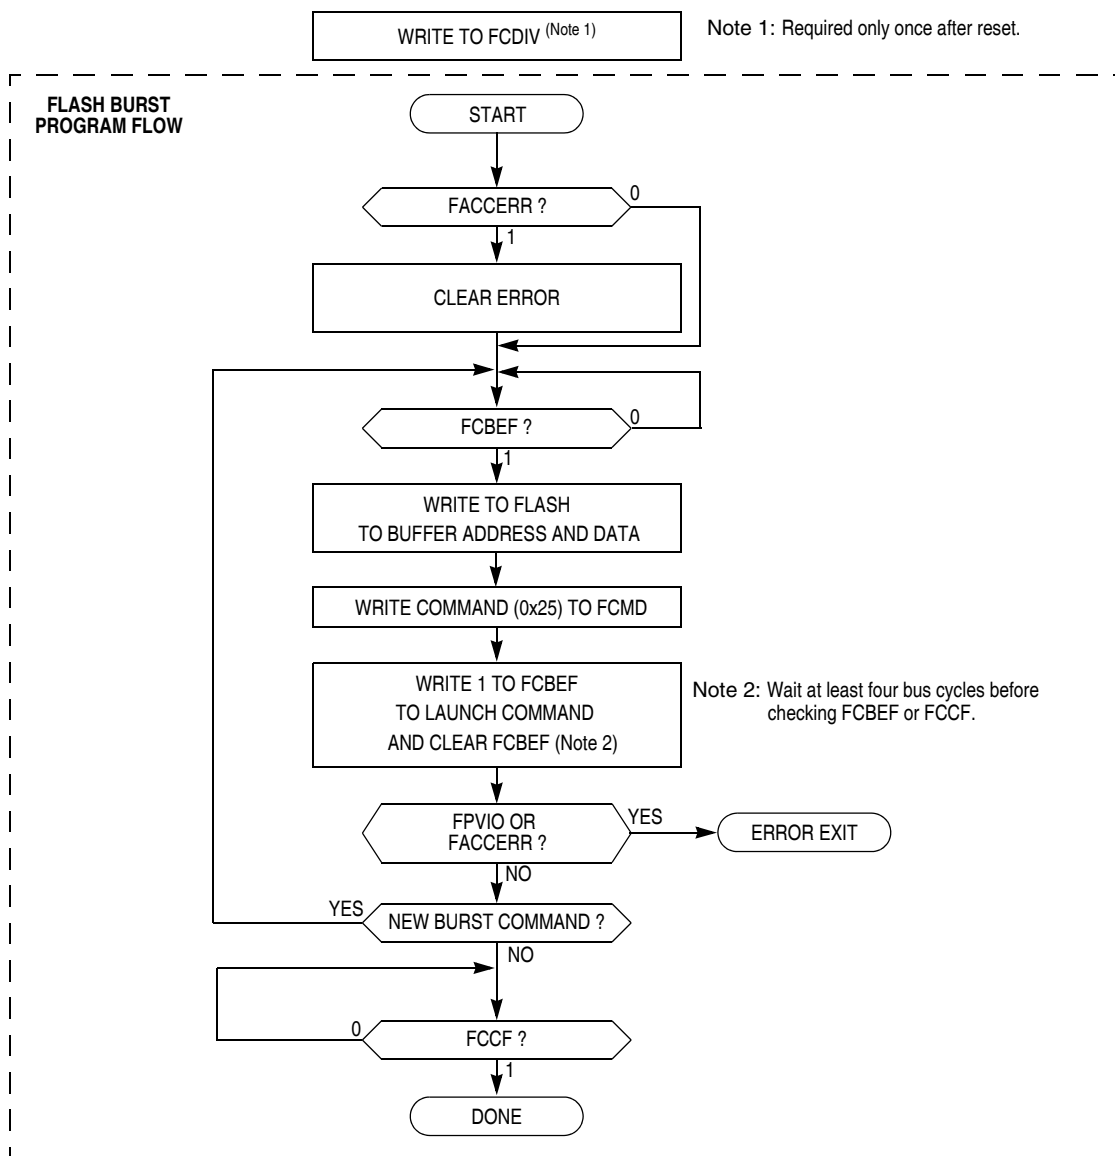 WRITE TO FCDIV (Note 1)
Note 1: Required only once after reset.
FLASH BURST
PROGRAM FLOW
START
FACCERR ?
0
1
CLEAR ERROR
FCBEF ?
0
1
WRITE TO FLASH
TO BUFFER ADDRESS AND DATA
WRITE COMMAND (0x25) TO FCMD
WRITE 1 TO FCBEF
TO LAUNCH COMMAND
AND CLEAR FCBEF (Note 2)
Note 2: Wait at least four bus cycles before
checking FCBEF or FCCF.
FPVIO OR
FACCERR ?
YES
ERROR EXIT
NO
YES
NEW BURST COMMAND ?
NO
0
FCCF ?
1
DONE